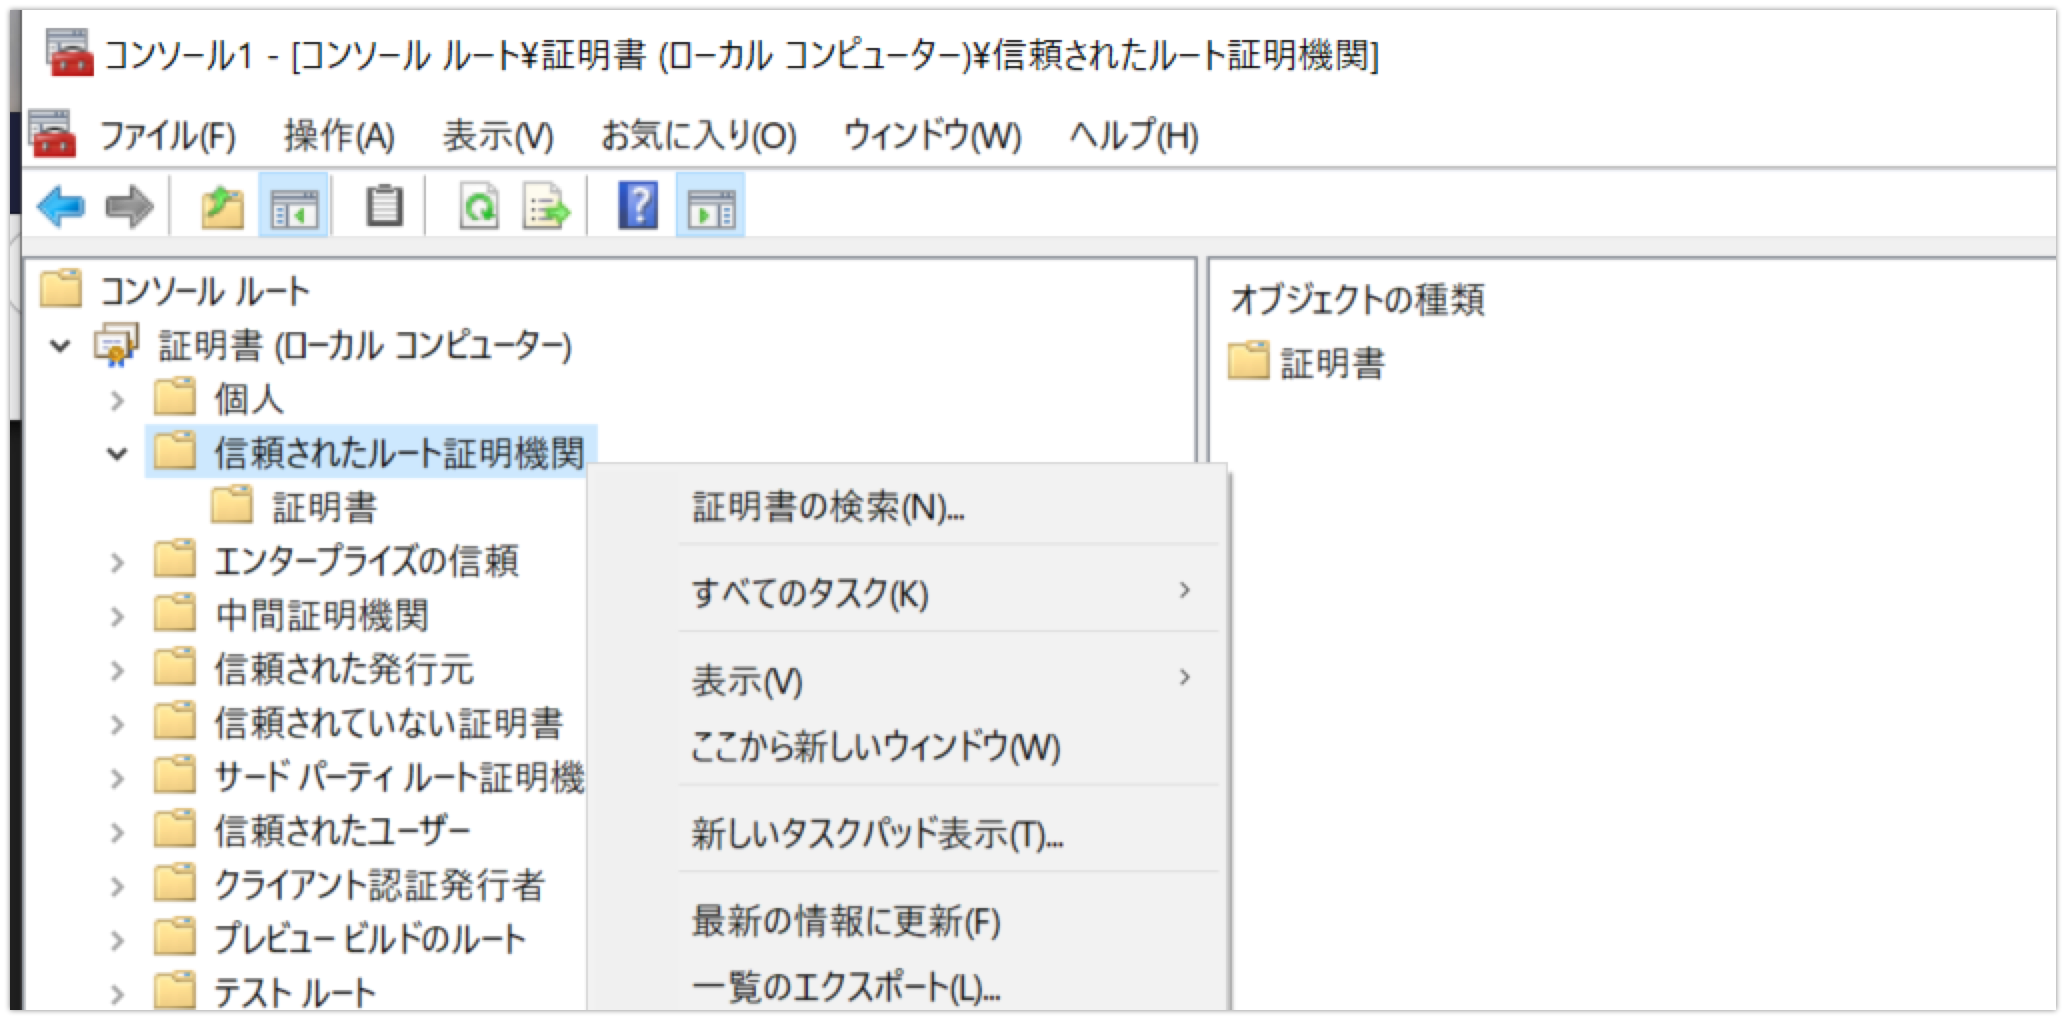 コンソール1 - [コンソール ルート¥証明書 (ローカル コンピューター)¥信頼されたルート証明機関]
ファイル(F) 操作(A) 表示(V) お気に入り(O) ウィンドウ(W) ヘルプ(H)
コンソール ルート
証明書 (ローカル コンピューター)
個人
信頼されたルート証明機関
証明書
エンタープライズの信頼
中間証明機関
信頼された発行元
信頼されていない証明書
サード パーティ ルート証明機
信頼されたユーザー
クライアント認証発行者
プレビュー ビルドのルート
テスト ルート
証明書の検索(N)...
すべてのタスク(K)
表示(V)
ここから新しいウィンドウ(W)
新しいタスクパッド表示(T)...
最新の情報に更新(F)
一覧のエクスポート(L)...
オブジェクトの種類
証明書